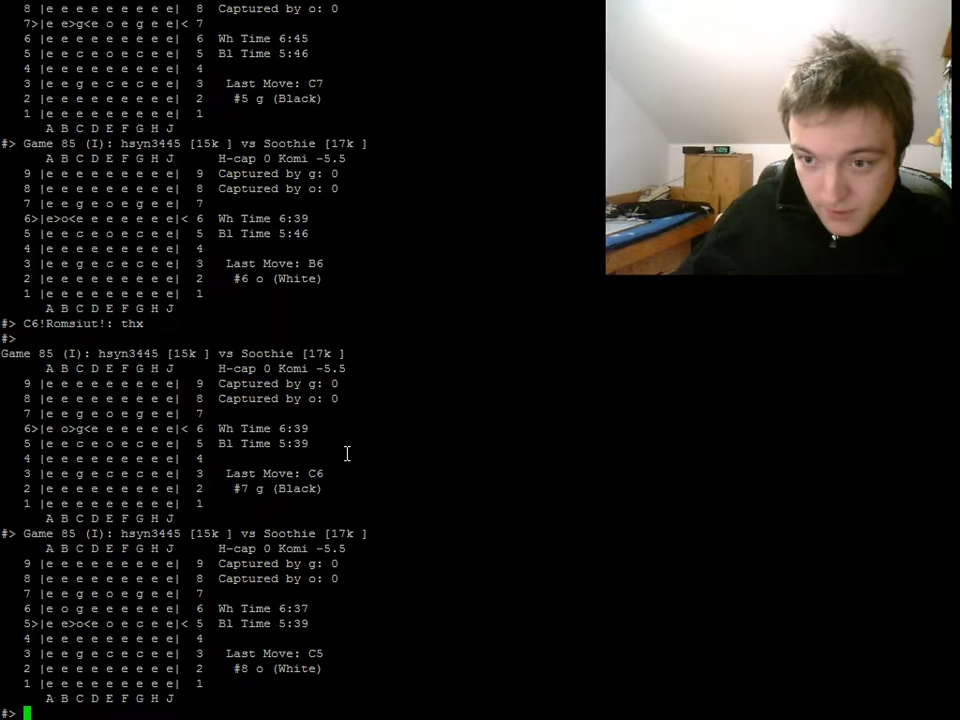 8 |e e e e e e e e e|  8  Captured by o: 0
7>|e e>g<e o e g e e|< 7
6 |e e e e e e e e e|  6  Wh Time 6:45
5 |e e c e o e c e e|  5  Bl Time 5:46
4 |e e e e e e e e e|  4
3 |e e g e c e c e e|  3   Last Move: C7
2 |e e e e e e e e e|  2    #5 g (Black)
1 |e e e e e e e e e|  1
A B C D E F G H J
#> Game 85 (I): hsyn3445 [15k ] vs Soothie [17k ]
A B C D E F G H J  H-cap 0 Komi -5.5
9 |e e e e e e e e e|  9  Captured by g: 0
8 |e e e e e e e e e|  8  Captured by o: 0
7 |e e g e o e g e e|  7
6>|e>o<e e e e e e e|< 6  Wh Time 6:39
5 |e e c e o e c e e|  5  Bl Time 5:46
4 |e e e e e e e e e|  4
3 |e e g e c e c e e|  3   Last Move: B6
2 |e e e e e e e e e|  2    #6 o (White)
1 |e e e e e e e e e|  1
A B C D E F G H J
#> C6!Romsiut!: thx
#>
Game 85 (I): hsyn3445 [15k ] vs Soothie [17k ]
A B C D E F G H J  H-cap 0 Komi -5.5
9 |e e e e e e e e e|  9  Captured by g: 0
8 |e e e e e e e e e|  8  Captured by o: 0
7 |e e g e o e g e e|  7
6>|e o>g<e e e e e e|< 6  Wh Time 6:39
5 |e e c e o e c e e|  5  Bl Time 5:39
4 |e e e e e e e e e|  4
3 |e e g e c e c e e|  3   Last Move: C6
2 |e e e e e e e e e|  2    #7 g (Black)
1 |e e e e e e e e e|  1
A B C D E F G H J
#> Game 85 (I): hsyn3445 [15k ] vs Soothie [17k ]
A B C D E F G H J  H-cap 0 Komi -5.5
9 |e e e e e e e e e|  9  Captured by g: 0
8 |e e e e e e e e e|  8  Captured by o: 0
7 |e e g e o e g e e|  7
6 |e o g e e e e e e|  6  Wh Time 6:37
5>|e e>o<e o e c e e|< 5  Bl Time 5:39
4 |e e e e e e e e e|  4
3 |e e g e c e c e e|  3   Last Move: C5
2 |e e e e e e e e e|  2    #8 o (White)
1 |e e e e e e e e e|  1
A B C D E F G H J
#>